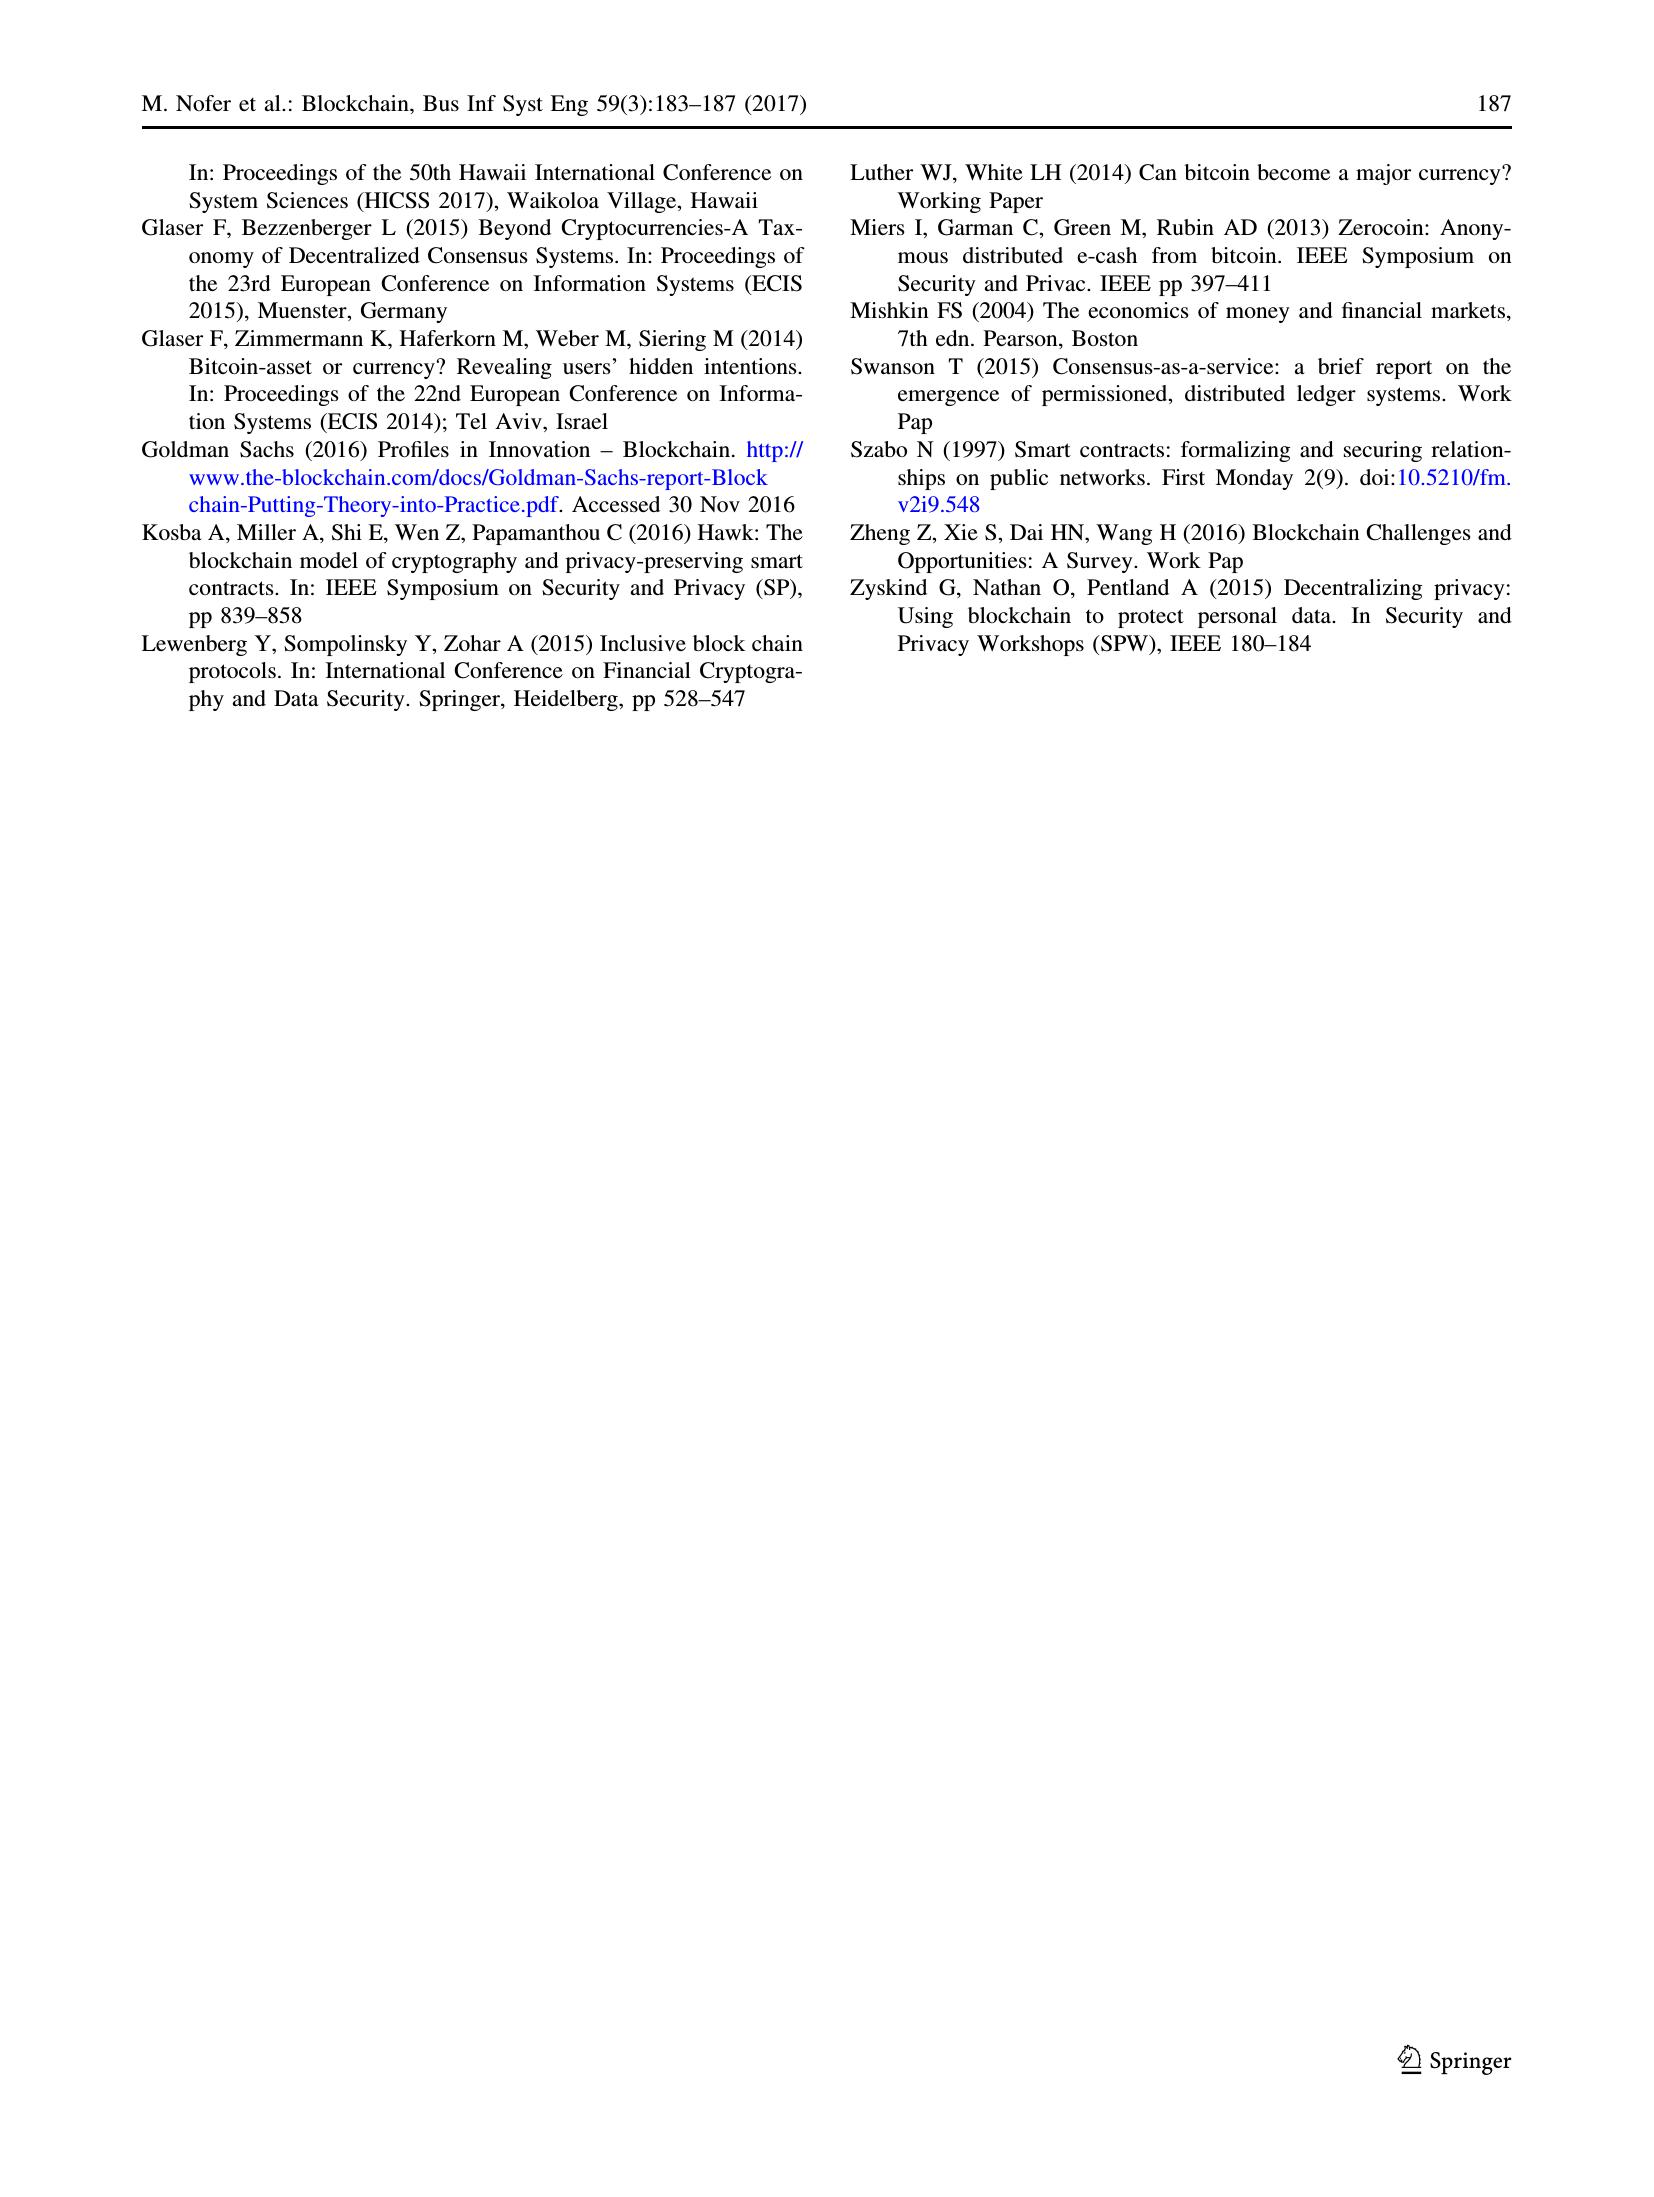 M. Nofer et al.: Blockchain, Bus Inf Syst Eng 59(3):183–187 (2017) 187
In: Proceedings of the 50th Hawaii International Conference on
System Sciences (HICSS 2017), Waikoloa Village, Hawaii
Glaser F, Bezzenberger L (2015) Beyond Cryptocurrencies-A Tax-
onomy of Decentralized Consensus Systems. In: Proceedings of
the 23rd European Conference on Information Systems (ECIS
2015), Muenster, Germany
Glaser F, Zimmermann K, Haferkorn M, Weber M, Siering M (2014)
Bitcoin-asset or currency? Revealing users’ hidden intentions.
In: Proceedings of the 22nd European Conference on Informa-
tion Systems (ECIS 2014); Tel Aviv, Israel
Goldman Sachs (2016) Profiles in Innovation – Blockchain. http://
www.the-blockchain.com/docs/Goldman-Sachs-report-Block
chain-Putting-Theory-into-Practice.pdf. Accessed 30 Nov 2016
Kosba A, Miller A, Shi E, Wen Z, Papamanthou C (2016) Hawk: The
blockchain model of cryptography and privacy-preserving smart
contracts. In: IEEE Symposium on Security and Privacy (SP),
pp 839–858
Lewenberg Y, Sompolinsky Y, Zohar A (2015) Inclusive block chain
protocols. In: International Conference on Financial Cryptogra-
phy and Data Security. Springer, Heidelberg, pp 528–547
Luther WJ, White LH (2014) Can bitcoin become a major currency?
Working Paper
Miers I, Garman C, Green M, Rubin AD (2013) Zerocoin: Anony-
mous distributed e-cash from bitcoin. IEEE Symposium on
Security and Privac. IEEE pp 397–411
Mishkin FS (2004) The economics of money and financial markets,
7th edn. Pearson, Boston
Swanson T (2015) Consensus-as-a-service: a brief report on the
emergence of permissioned, distributed ledger systems. Work
Pap
Szabo N (1997) Smart contracts: formalizing and securing relation-
ships on public networks. First Monday 2(9). doi:10.5210/fm.
v2i9.548
Zheng Z, Xie S, Dai HN, Wang H (2016) Blockchain Challenges and
Opportunities: A Survey. Work Pap
Zyskind G, Nathan O, Pentland A (2015) Decentralizing privacy:
Using blockchain to protect personal data. In Security and
Privacy Workshops (SPW), IEEE 180–184
Springer